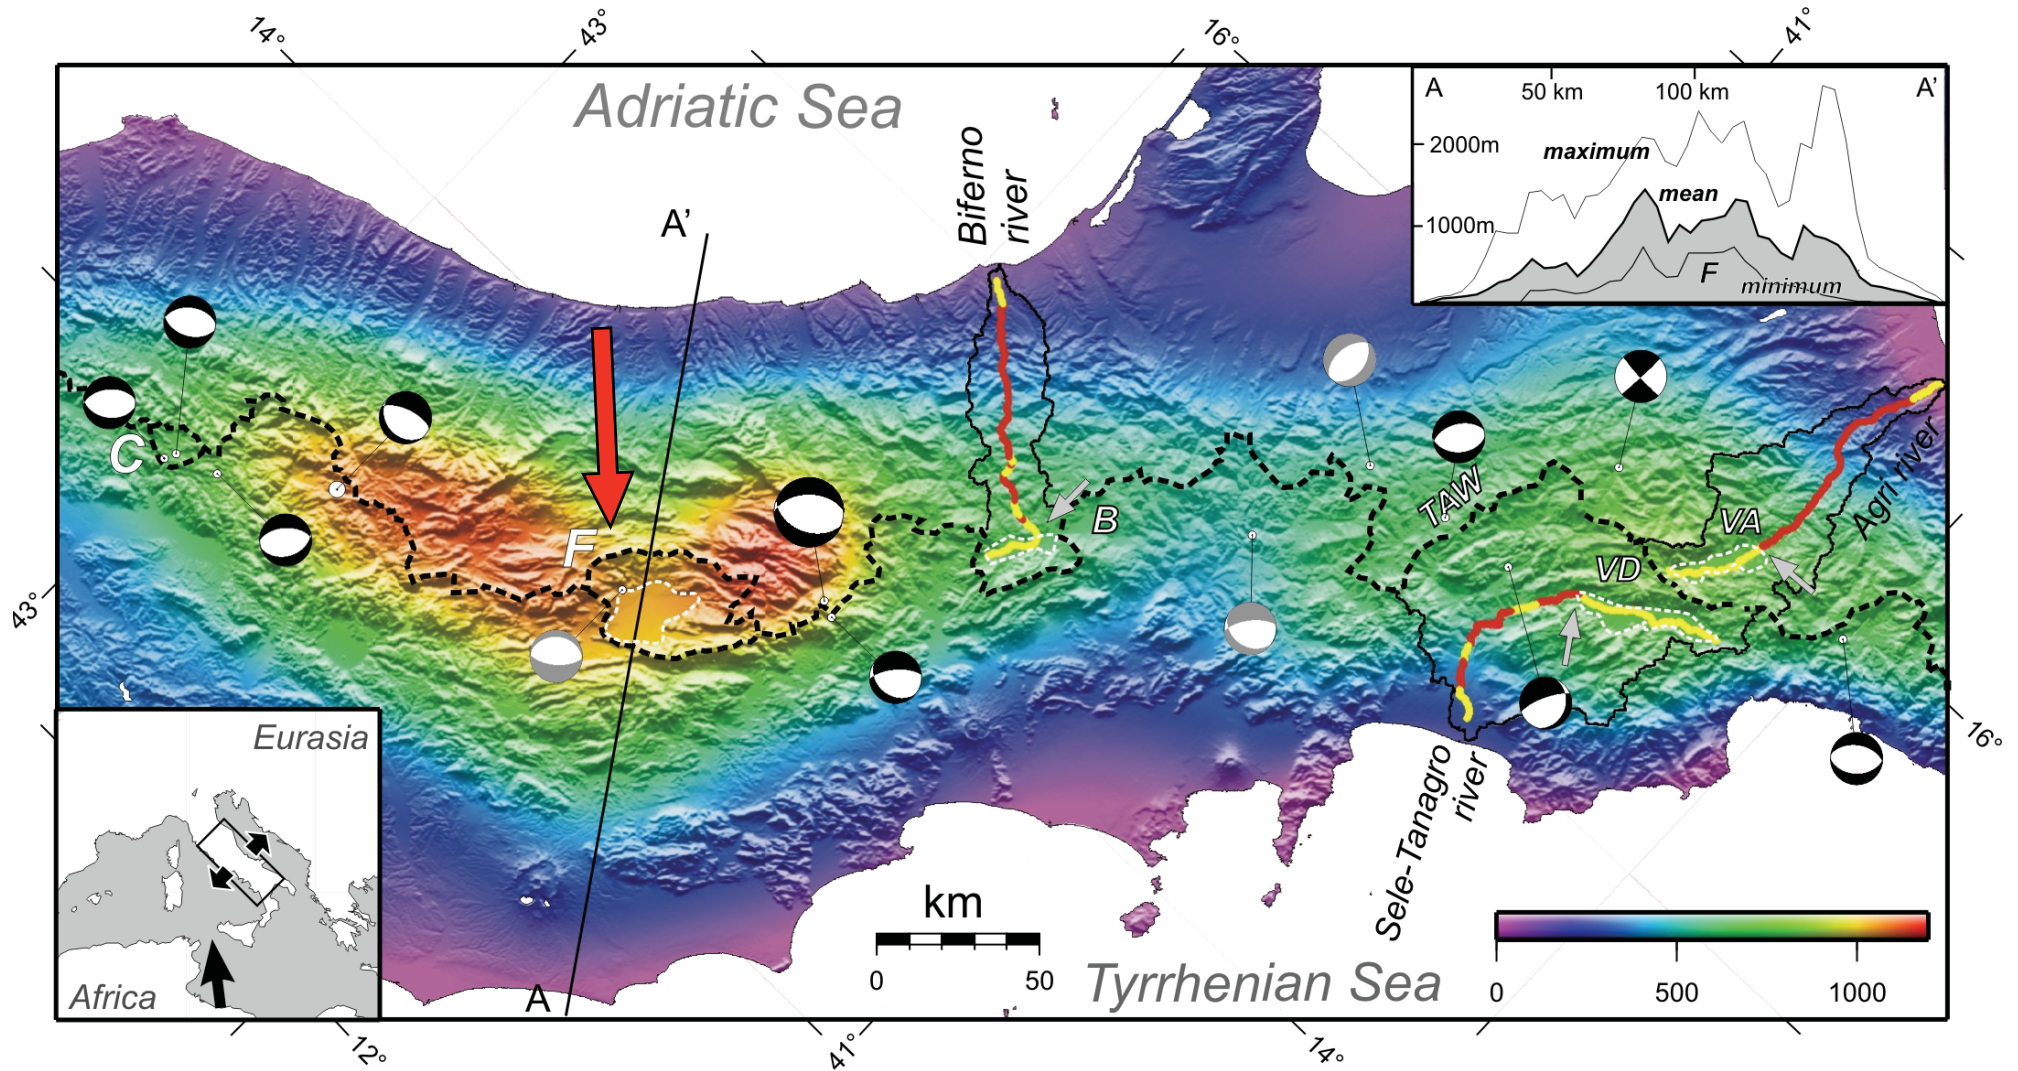 14°
43°
16°
41°
Adriatic Sea
A
50 km
100 km
A'
2000m
maximum
mean
1000m
F
minimum
Biferno
river
A'
C
F
B
TAW
VA
VD
Agri river
43°
16°
Eurasia
Africa
A
km
0
50
Tyrrhenian Sea
Sele-Tanagro
river
0
500
1000
12°
41°
14°